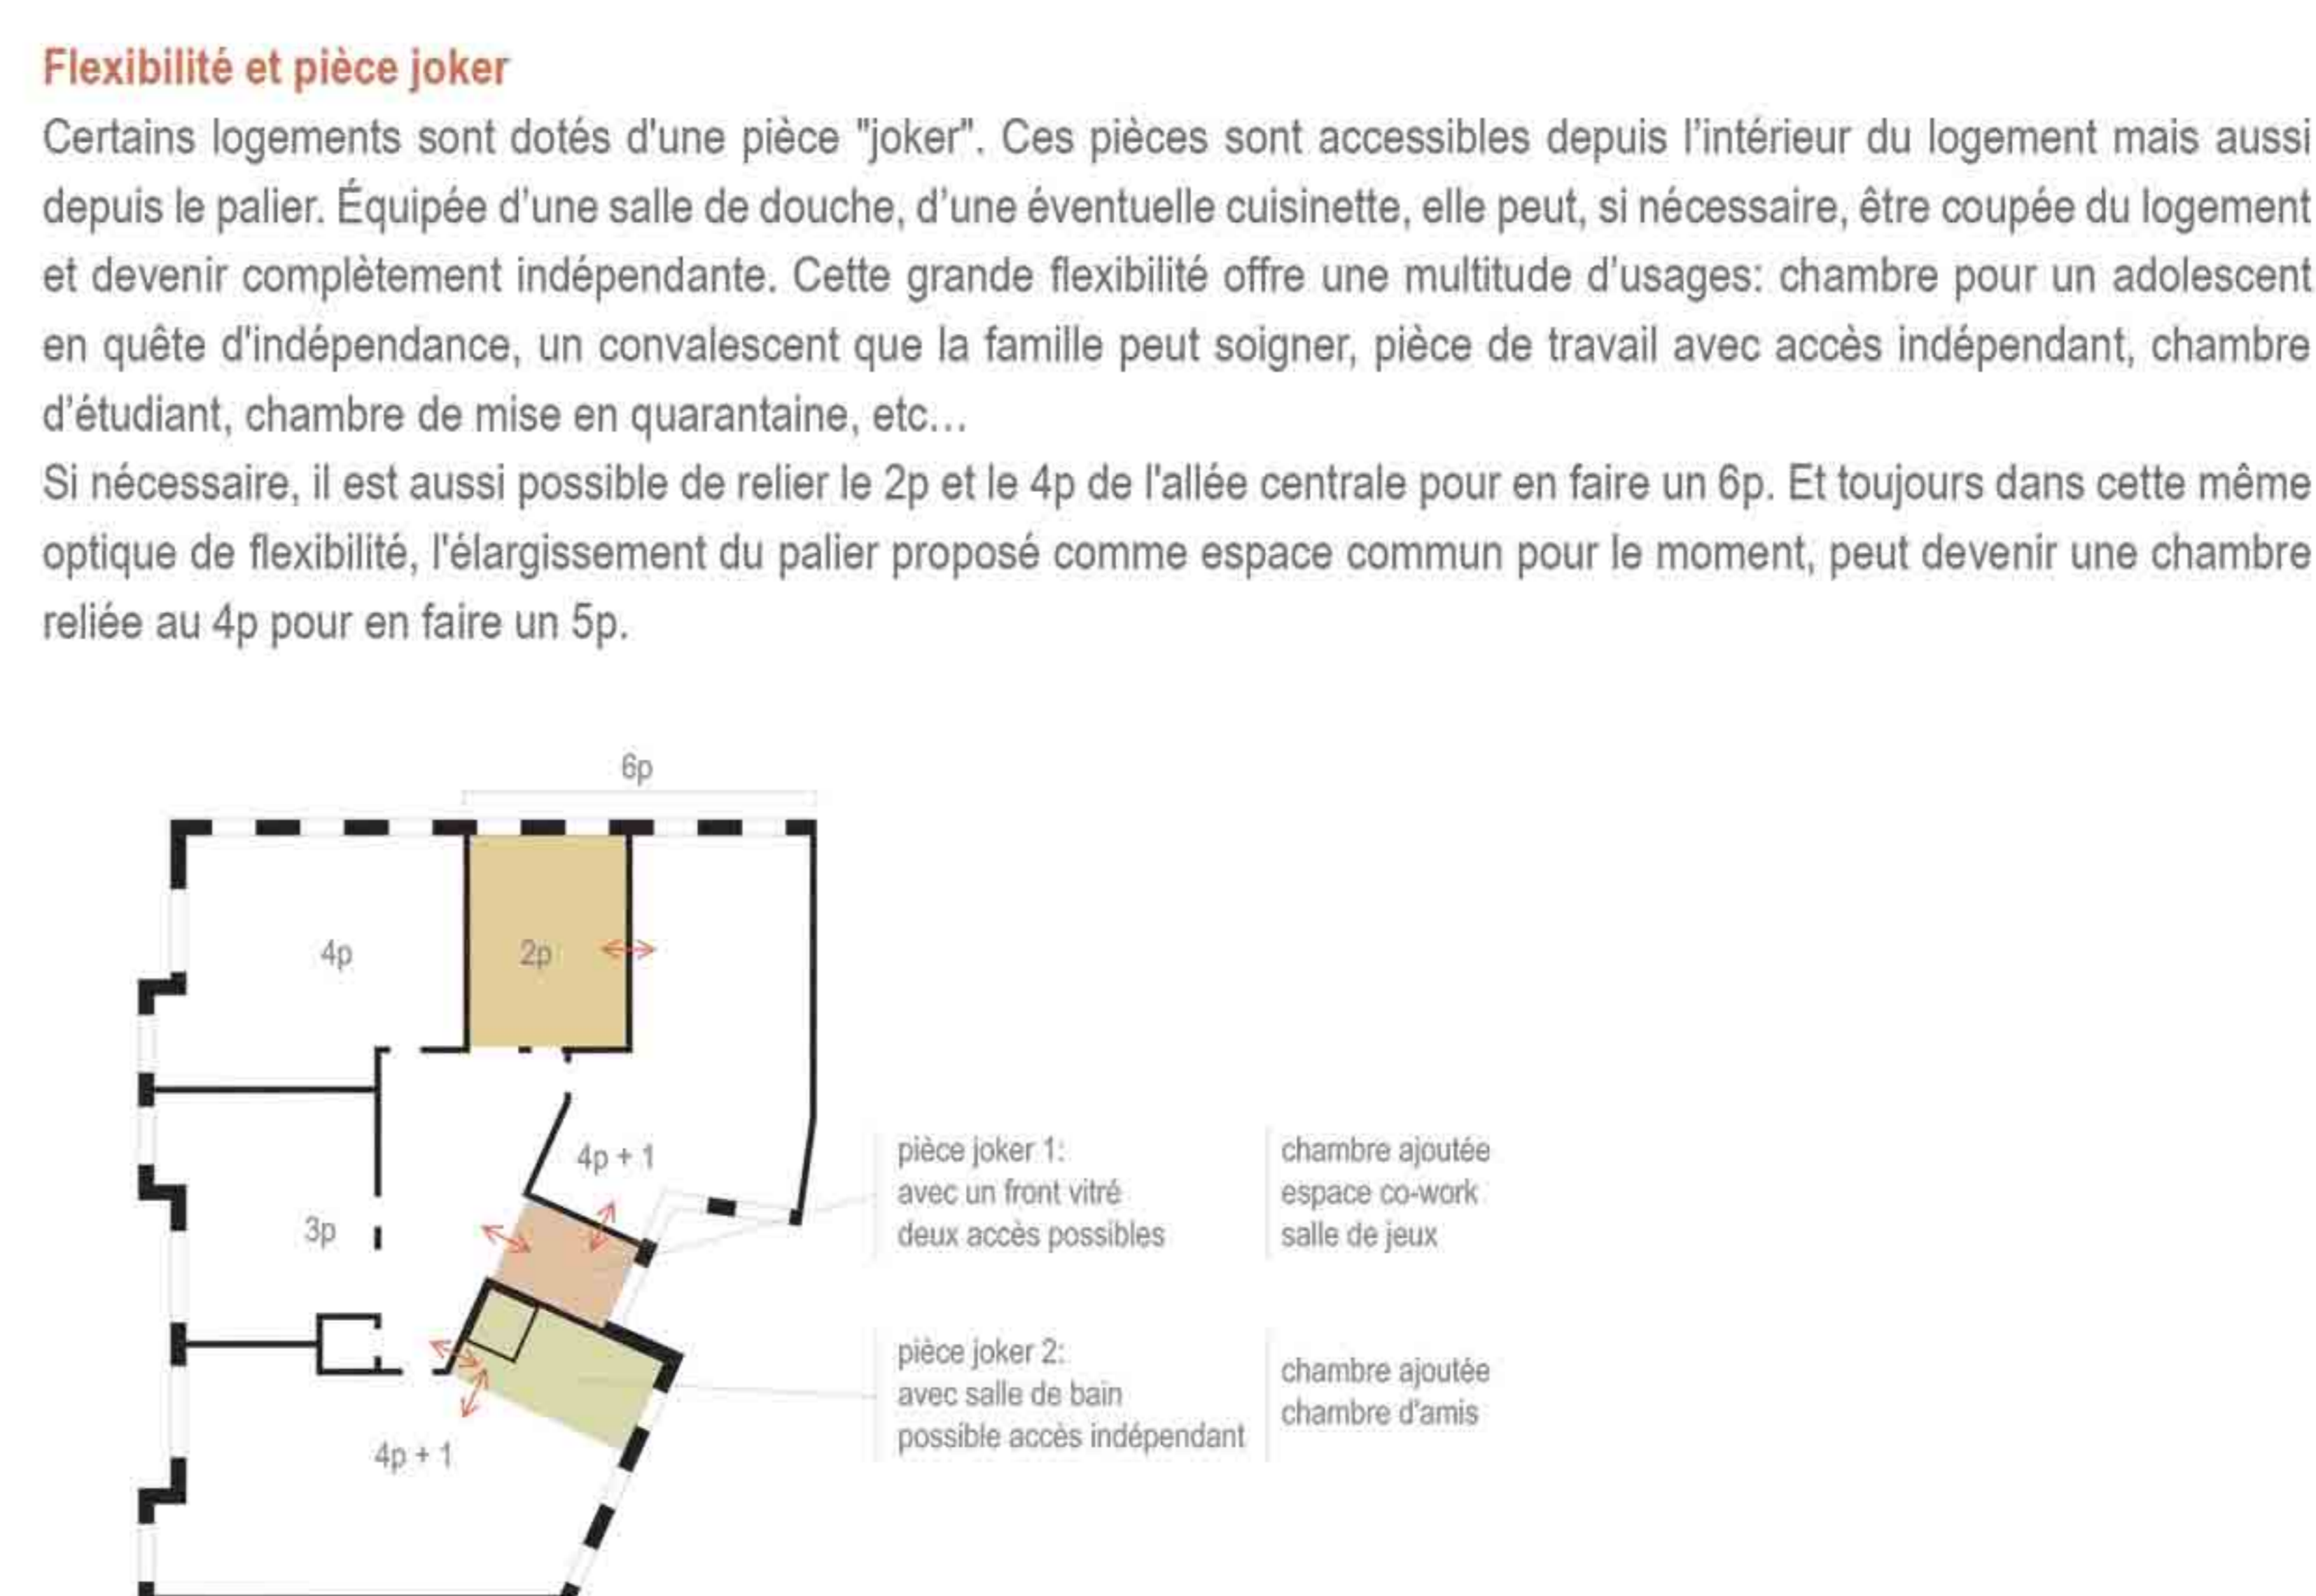 Flexibilité et pièce joker
Certains logements sont dotés d'une pièce "joker". Ces pièces sont accessibles depuis l'intérieur du logement mais aussi
depuis le palier. Équipée d'une salle de douche, d'une éventuelle cuisinette, elle peut, si nécessaire, être coupée du logement
et devenir complètement indépendante. Cette grande flexibilité offre une multitude d'usages: chambre pour un adolescent
en quête d'indépendance, un convalescent que la famille peut soigner, pièce de travail avec accès indépendant, chambre
d'étudiant, chambre de mise en quarantaine, etc...
Si nécessaire, il est aussi possible de relier le 2p et le 4p de l'allée centrale pour en faire un 6p. Et toujours dans cette même
optique de flexibilité, l'élargissement du palier proposé comme espace commun pour le moment, peut devenir une chambre
reliée au 4p pour en faire un 5p.
6p
4p
2p
4p + 1
3p
4p + 1
pièce joker 1:
avec un front vitré
deux accès possibles
chambre ajoutée
espace co-work
salle de jeux
pièce joker 2:
avec salle de bain
possible accès indépendant
chambre ajoutée
chambre d'amis